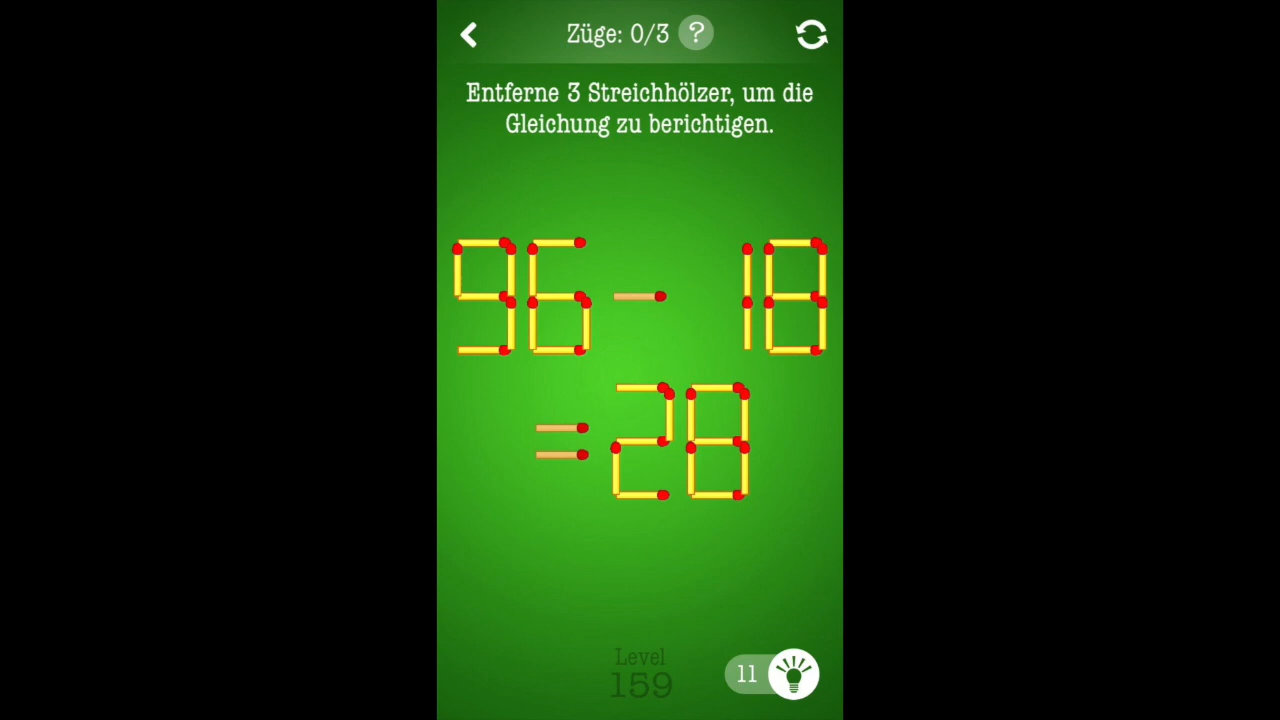 Züge: 0/3 ?
Entferne 3 Streichhölzer, um die
Gleichung zu berichtigen.
96 - 18
= 28
Level
159
11